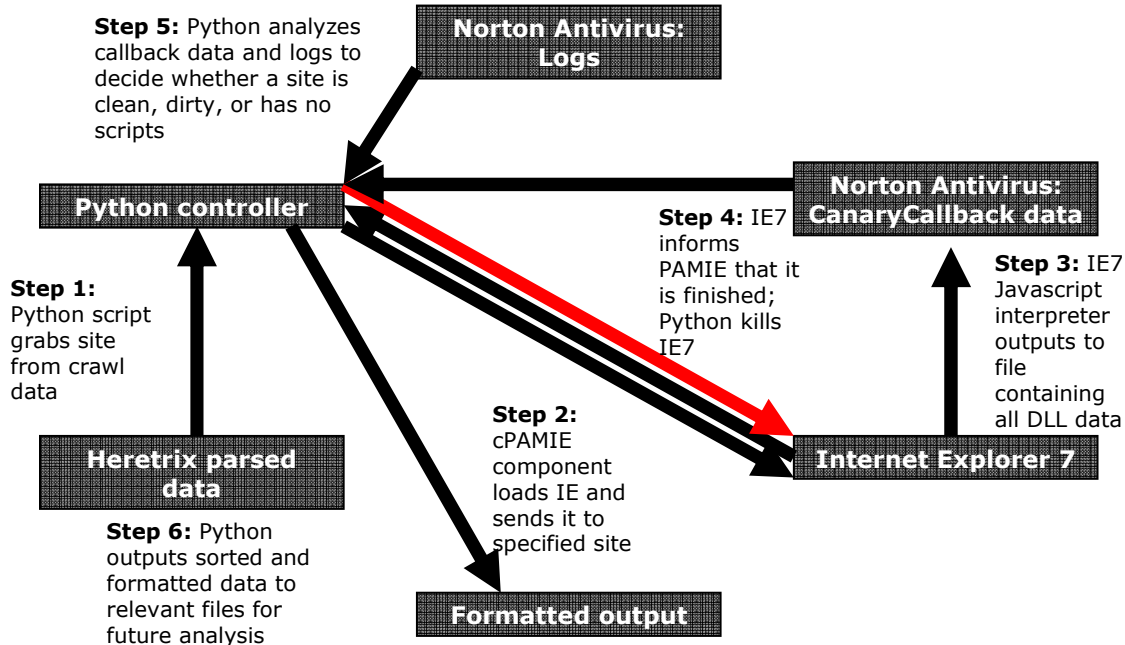 Step 5: Python analyzes
callback data and logs to
decide whether a site is
clean, dirty, or has no
scripts
Norton Antivirus:
Logs
Python controller
Norton Antivirus:
CanaryCallback data
Step 4: IE7
informs
PAMIE that it
is finished;
Python kills
IE7
Step 3: IE7
Javascript
interpreter
outputs to
file
containing
all DLL data
Step 1:
Python script
grabs site
from crawl
data
Step 2:
cPAMIE
component
loads IE and
sends it to
specified site
Heretrix parsed
data
Internet Explorer 7
Step 6: Python
outputs sorted and
formatted data to
relevant files for
future analysis
Formatted output